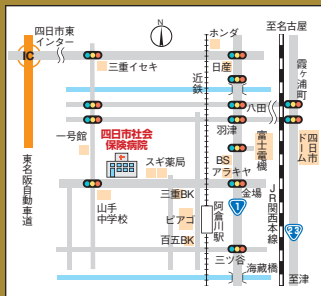 四日市東
インター
IC
東名阪自動車道
N
三重イセキ
ホンダ
日産
近鉄
至名古屋
霞ヶ浦町
八田
羽津
富士電機
四日市
ドーム
一号館
四日市社会
保険病院
スギ薬局
BS
アラキヤ
三重BK
金場
山手
中学校
ピアゴ
阿倉川駅
1
JR関西本線
23
百五BK
三ツ谷
海蔵橋
至津